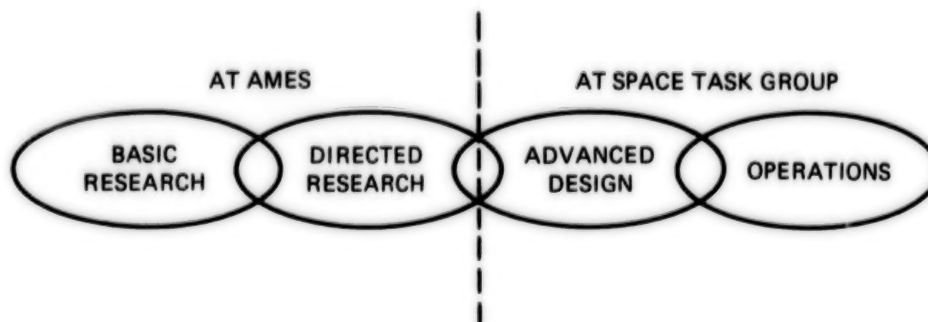 AT AMES
AT SPACE TASK GROUP
BASIC
RESEARCH
DIRECTED
RESEARCH
ADVANCED
DESIGN
OPERATIONS